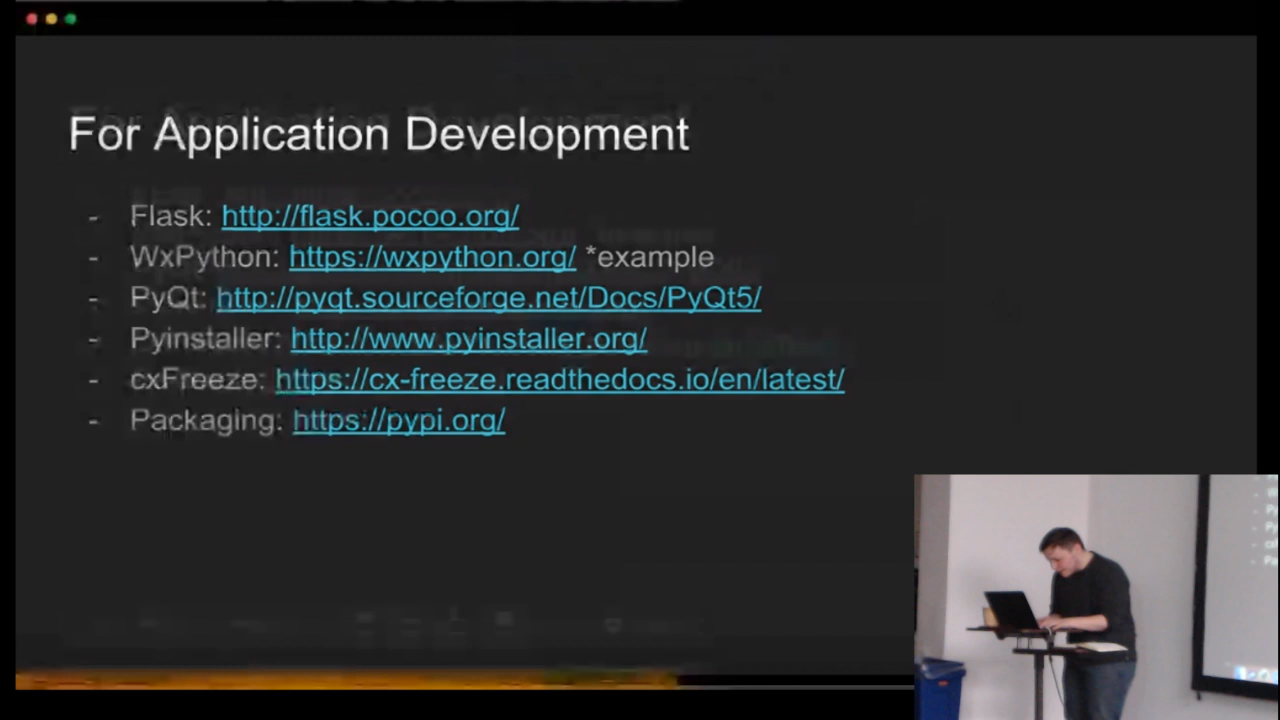 For Application Development
- Flask: http://flask.pocoo.org/
- WxPython: https://wxpython.org/ *example
- PyQt: http://pyqt.sourceforge.net/Docs/PyQt5/
- Pyinstaller: http://www.pyinstaller.org/
- cxFreeze: https://cx-freeze.readthedocs.io/en/latest/
- Packaging: https://pypi.org/